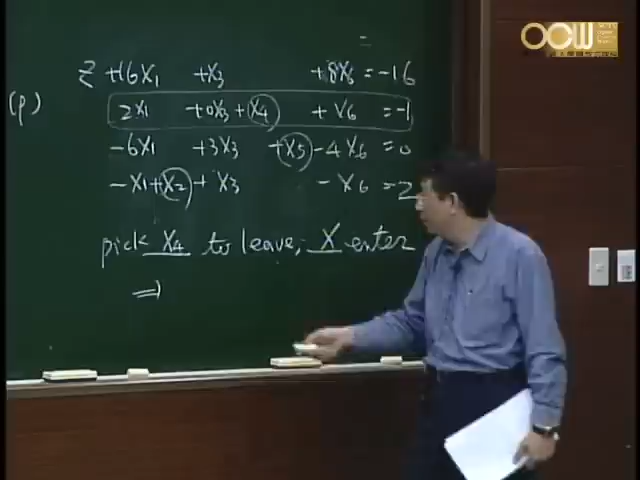 OCW
=
z +16x₁ +x₃ +8x₆ = -16
(p) 2x₁ +0x₃ + x₄ + x₆ = -1
-6x₁ +3x₃ +x₅ -4x₆ = 0
-x₁ + x₂ + x₃ -x₆ = 2
pick x₄ to leave, x enter
⇒